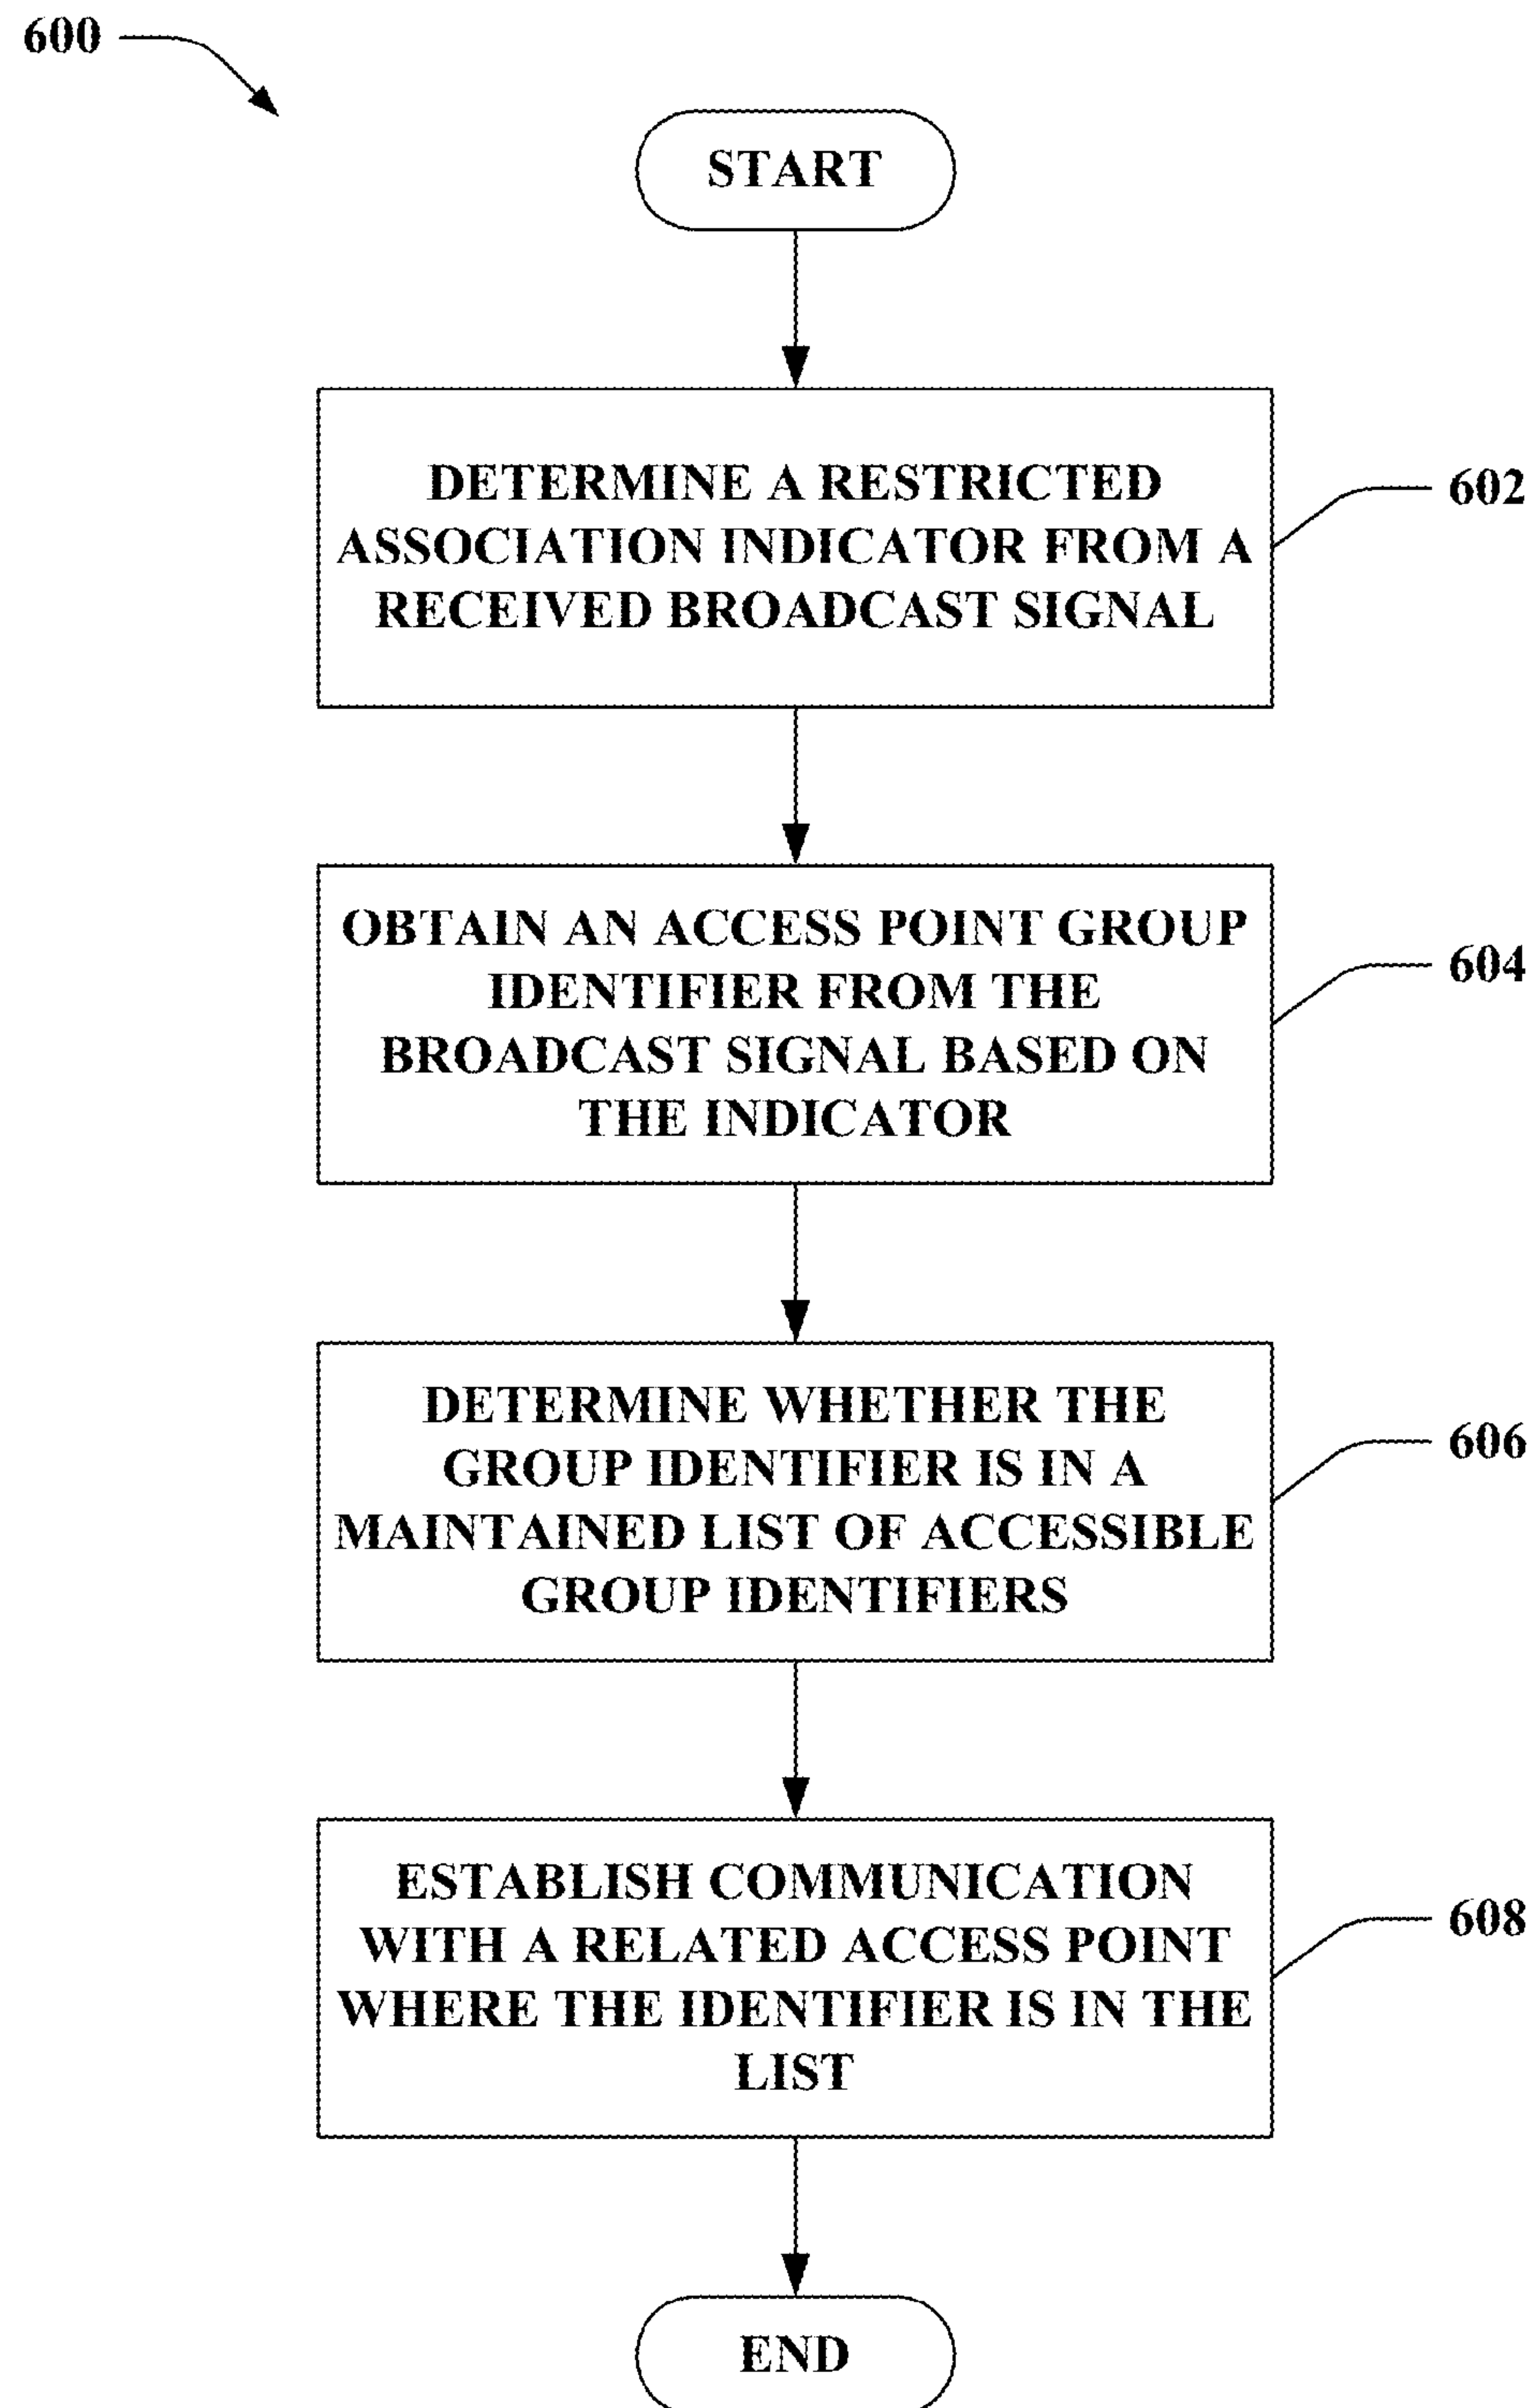 600
START
DETERMINE A RESTRICTED
ASSOCIATION INDICATOR FROM A
RECEIVED BROADCAST SIGNAL
602
OBTAIN AN ACCESS POINT GROUP
IDENTIFIER FROM THE
BROADCAST SIGNAL BASED ON
THE INDICATOR
604
DETERMINE WHETHER THE
GROUP IDENTIFIER IS IN A
MAINTAINED LIST OF ACCESSIBLE
GROUP IDENTIFIERS
606
ESTABLISH COMMUNICATION
WITH A RELATED ACCESS POINT
WHERE THE IDENTIFIER IS IN THE
LIST
608
END